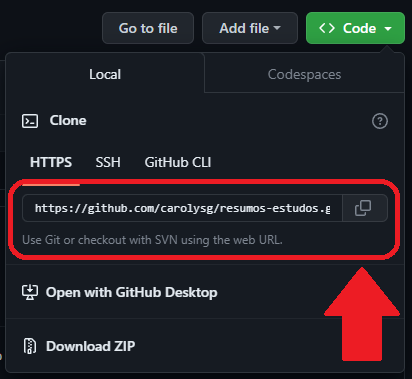 Go to file Add file Code
Local Codespaces
Clone
HTTPS SSH GitHub CLI
https://github.com/carolysg/resumos-estudos.g
Use Git or checkout with SVN using the web URL.
Open with GitHub Desktop
Download ZIP